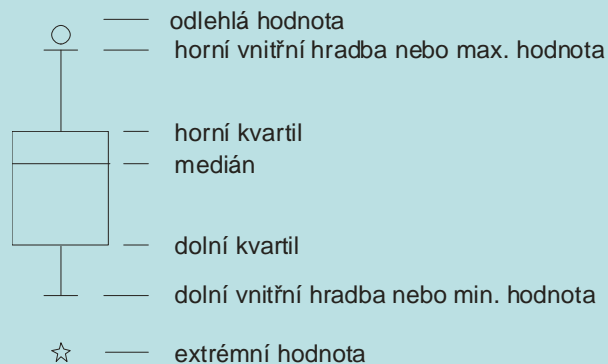 odlehlá hodnota
horní vnitřní hradba nebo max. hodnota
horní kvartil
medián
dolní kvartil
dolní vnitřní hradba nebo min. hodnota
extrémní hodnota